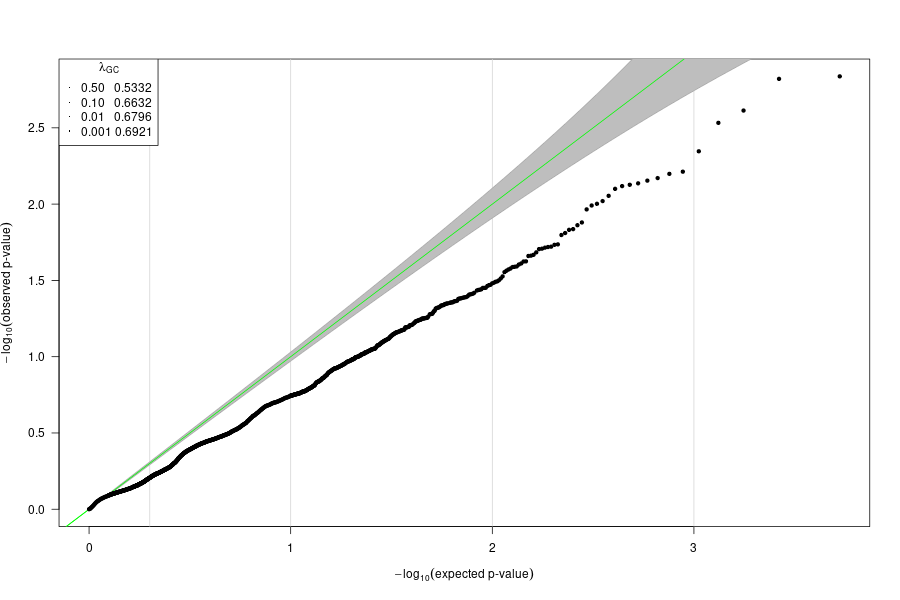 λGC
0.50 0.5332
0.10 0.6632
0.01 0.6796
0.001 0.6921
2.5
2.0
1.5
1.0
0.5
0.0
−log10(observed p-value)
0 1 2 3
−log10(expected p-value)